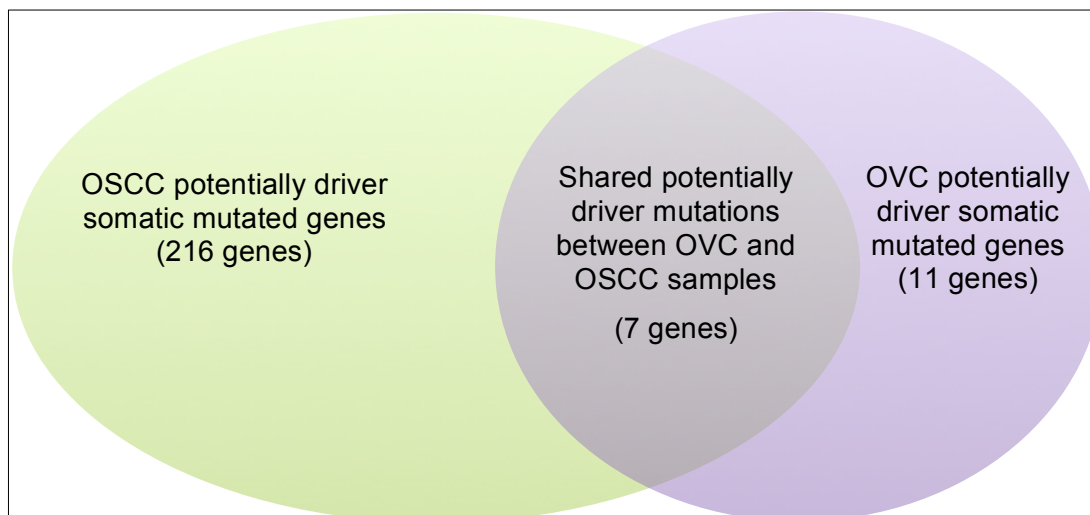 OSCC potentially driver
somatic mutated genes
(216 genes)
Shared potentially
driver mutations
between OVC and
OSCC samples
(7 genes)
OVC potentially
driver somatic
mutated genes
(11 genes)